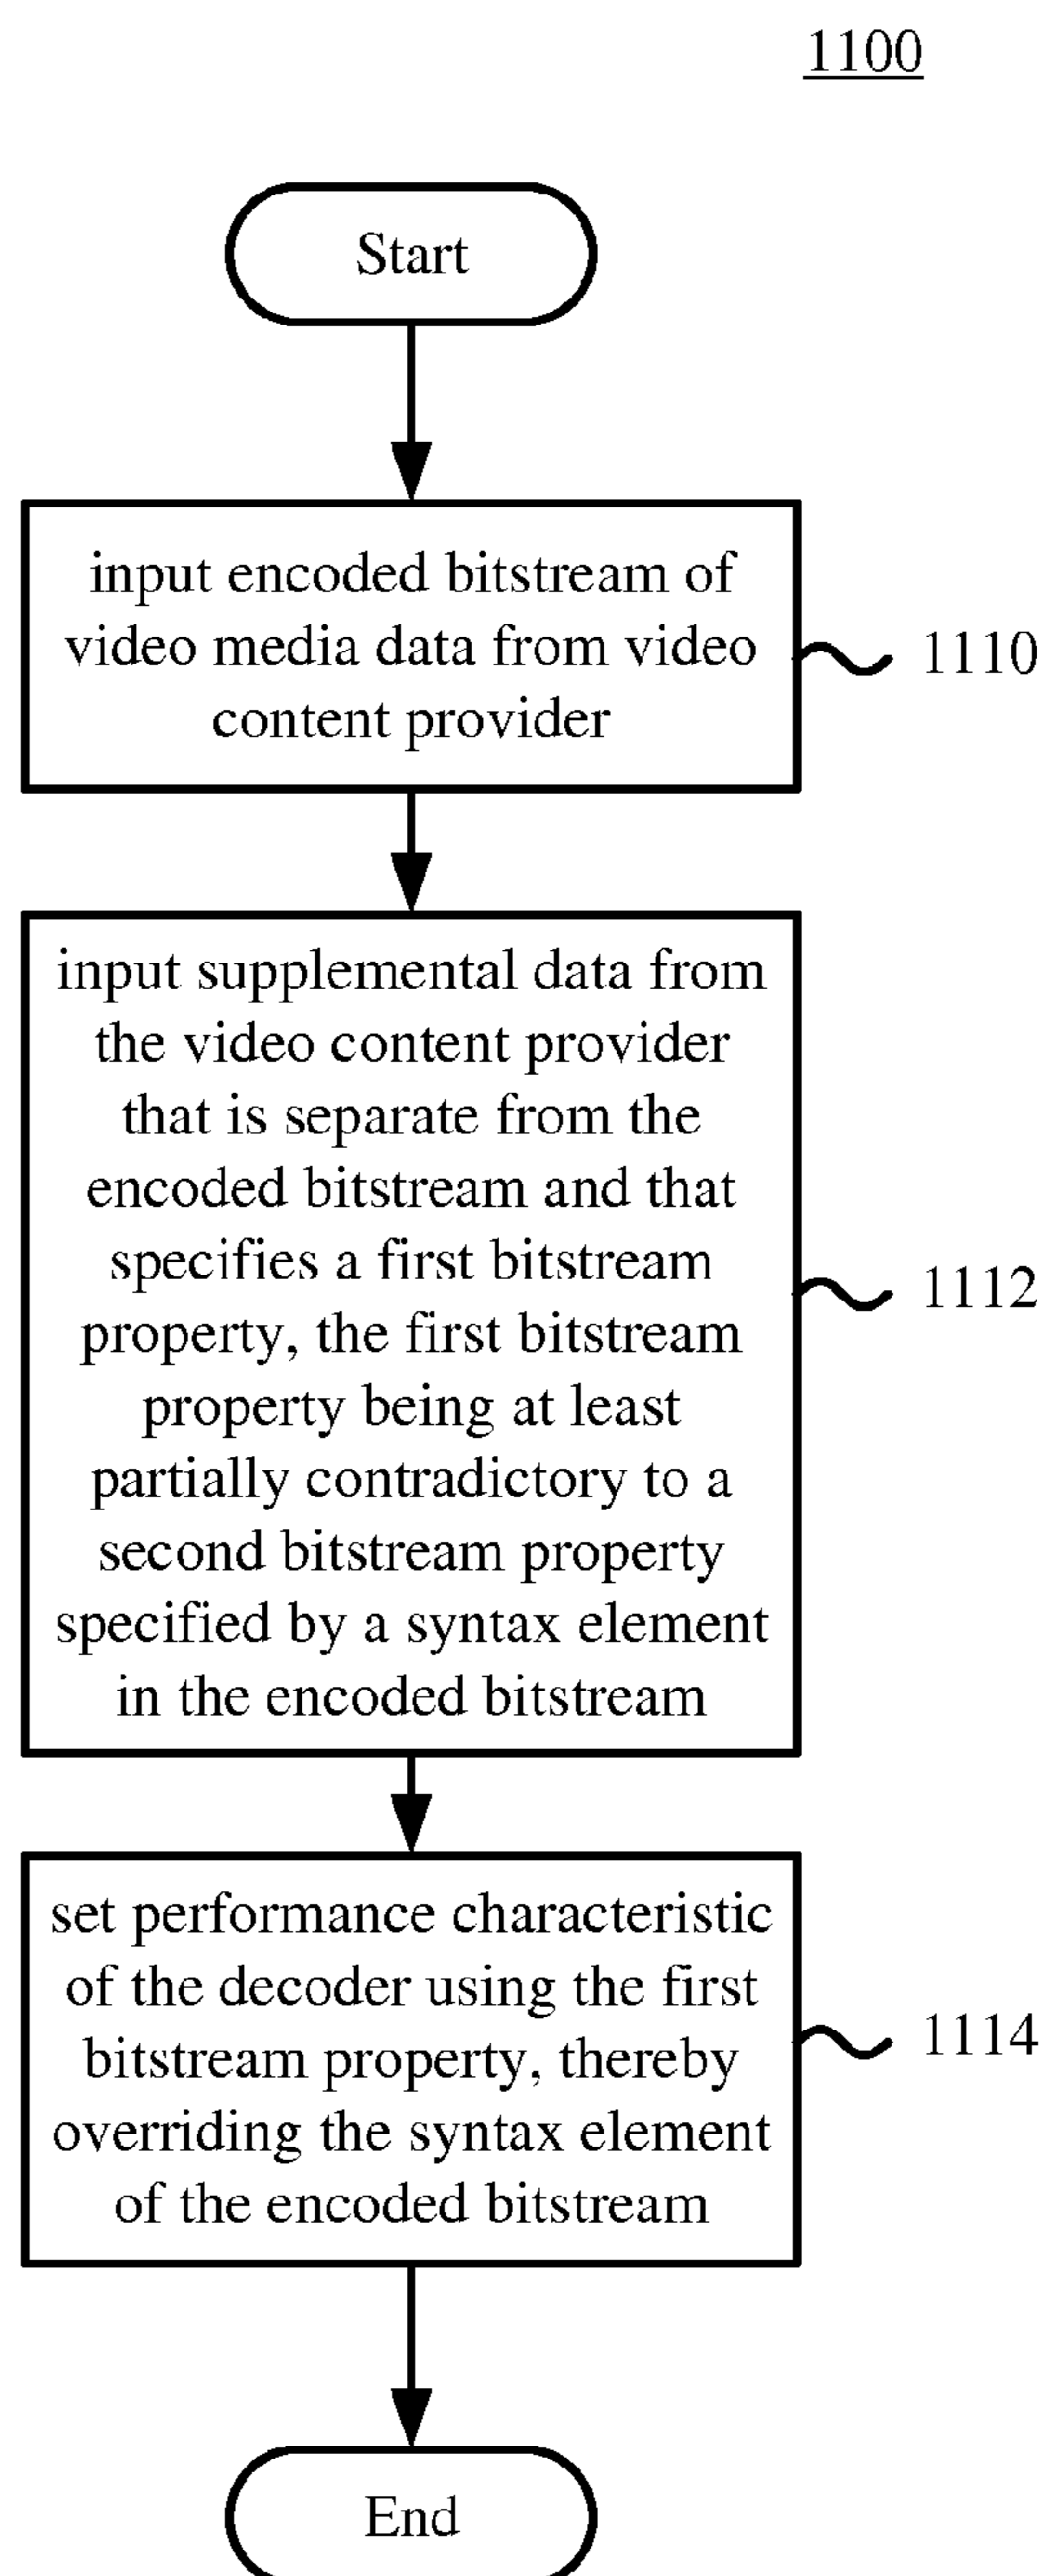 1100
Start
input encoded bitstream of
video media data from video
content provider
1110
input supplemental data from
the video content provider
that is separate from the
encoded bitstream and that
specifies a first bitstream
property, the first bitstream
property being at least
partially contradictory to a
second bitstream property
specified by a syntax element
in the encoded bitstream
1112
set performance characteristic
of the decoder using the first
bitstream property, thereby
overriding the syntax element
of the encoded bitstream
1114
End